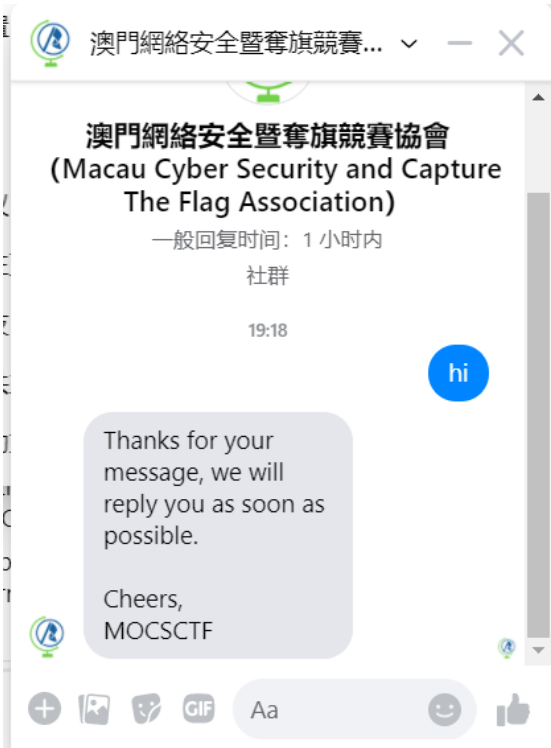 澳門網絡安全暨奪旗競賽...
澳門網絡安全暨奪旗競賽協會
(Macau Cyber Security and Capture
The Flag Association)
一般回复时间：1 小时内
社群
19:18
hi
Thanks for your
message, we will
reply you as soon as
possible.
Cheers,
MOCSCTF
GIF
Aa